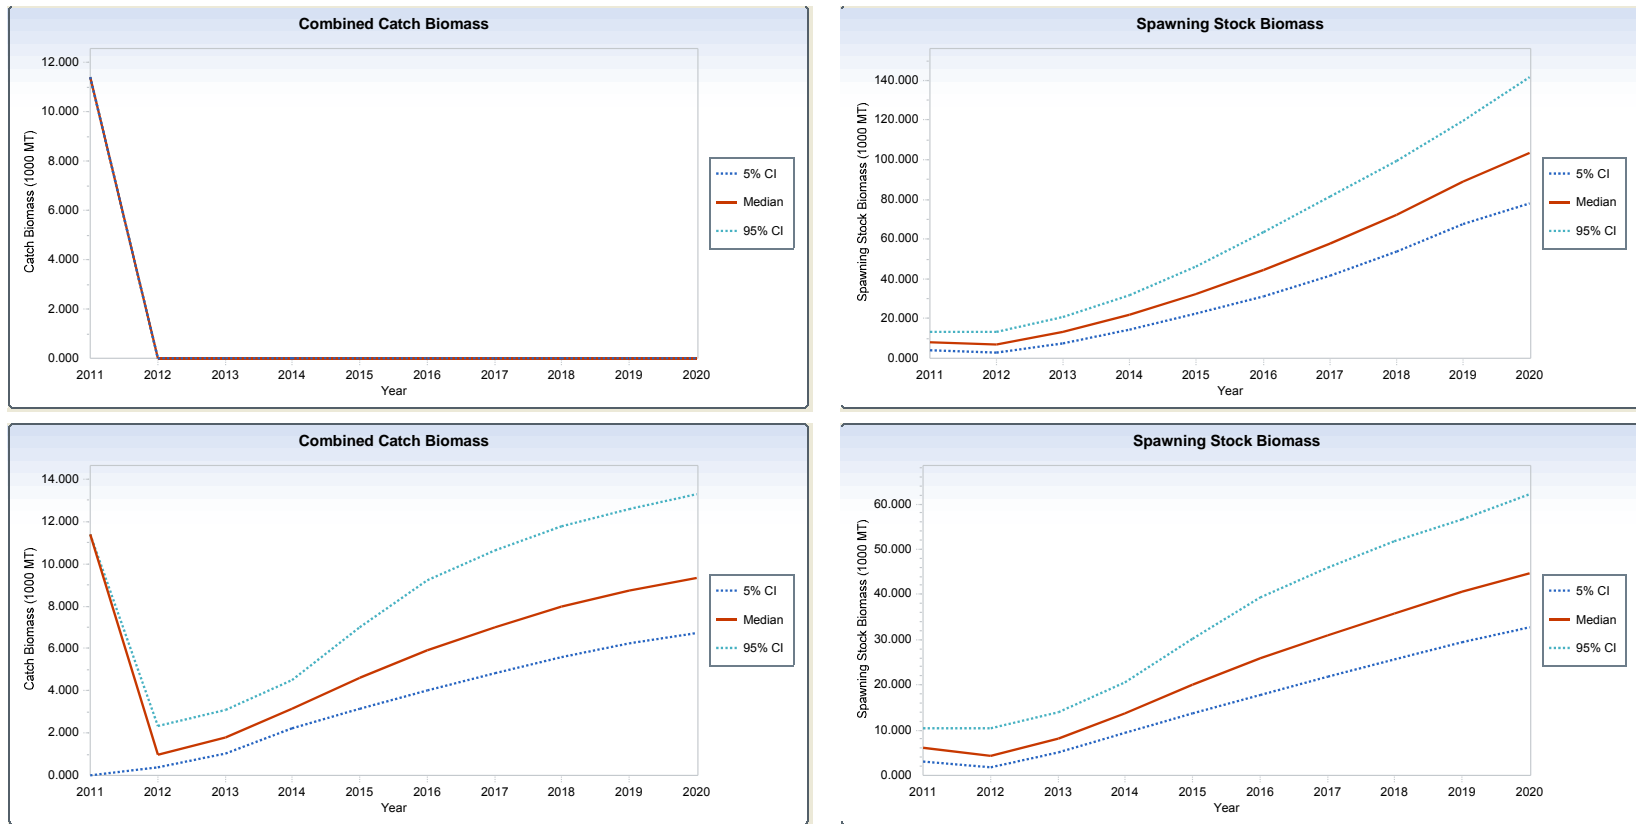 Combined Catch Biomass
12.000
10.000
8.000
6.000
4.000
2.000
0.000
Catch Biomass (1000 MT)
2011 2012 2013 2014 2015 2016 2017 2018 2019 2020
Year
5% CI
Median
95% CI
Spawning Stock Biomass
140.000
120.000
100.000
80.000
60.000
40.000
20.000
0.000
Spawning Stock Biomass (1000 MT)
2011 2012 2013 2014 2015 2016 2017 2018 2019 2020
Year
5% CI
Median
95% CI
Combined Catch Biomass
14.000
12.000
10.000
8.000
6.000
4.000
2.000
0.000
Catch Biomass (1000 MT)
2011 2012 2013 2014 2015 2016 2017 2018 2019 2020
Year
5% CI
Median
95% CI
Spawning Stock Biomass
60.000
50.000
40.000
30.000
20.000
10.000
0.000
Spawning Stock Biomass (1000 MT)
2011 2012 2013 2014 2015 2016 2017 2018 2019 2020
Year
5% CI
Median
95% CI